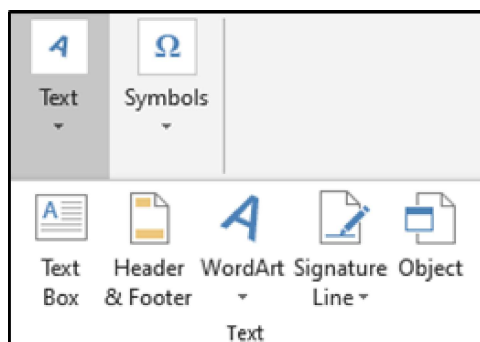 Text Symbols
Text Header WordArt Signature Object
Box & Footer Line
Text